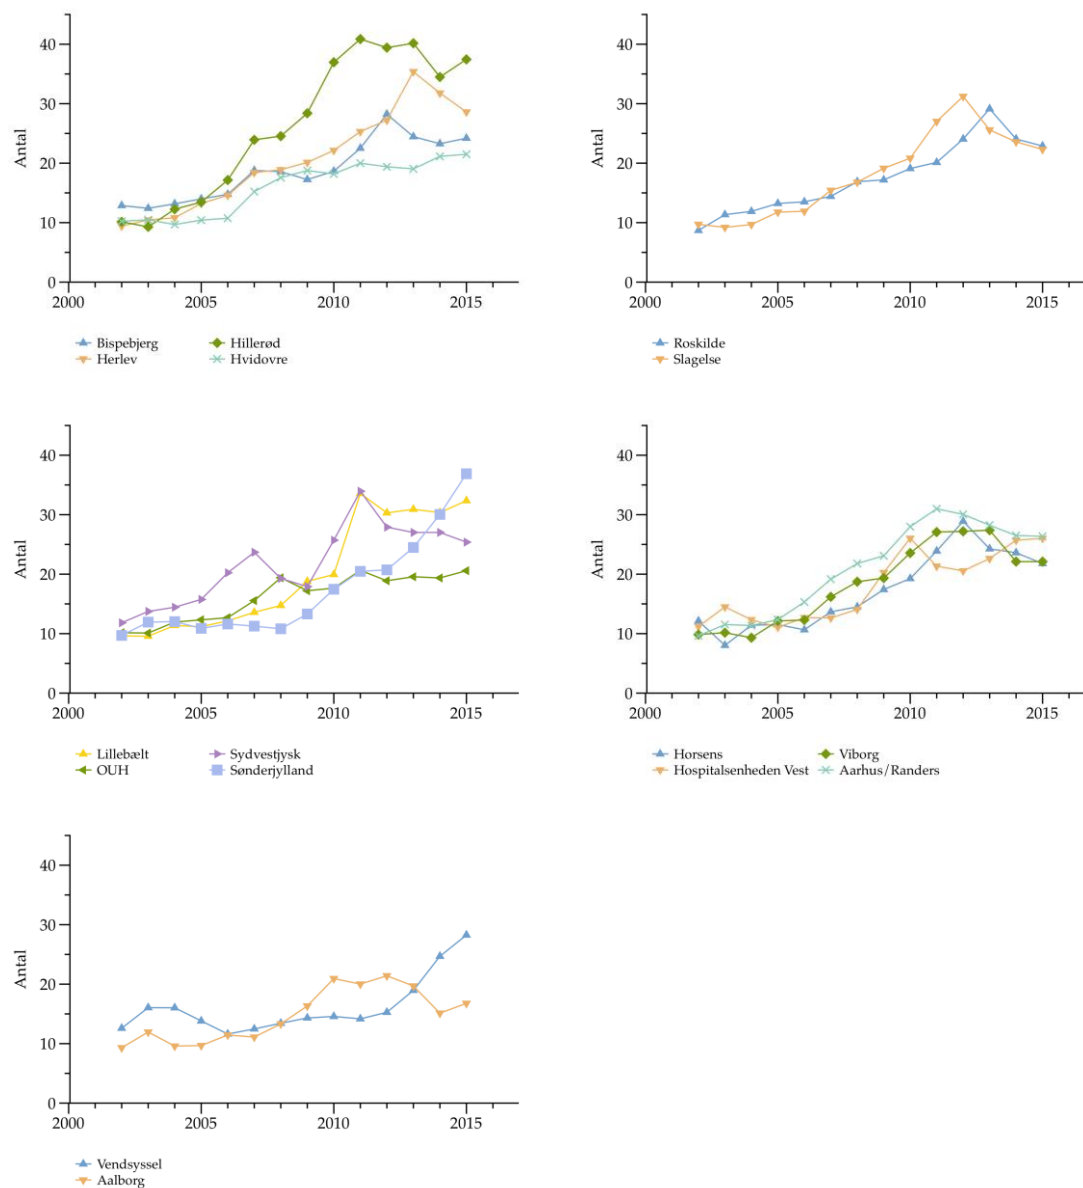 Antal
40
30
20
10
0
2000 2005 2010 2015
Bispebjerg Hillerød
Herlev Hvidovre
Antal
40
30
20
10
0
2000 2005 2010 2015
Roskilde
Slagelse
Antal
40
30
20
10
0
2000 2005 2010 2015
Lillebælt Sydvestjysk
OUH Sønderjylland
Antal
40
30
20
10
0
2000 2005 2010 2015
Horsens Viborg
Hospitalsenheden Vest Aarhus/Randers
Antal
40
30
20
10
0
2000 2005 2010 2015
Vendsyssel
Aalborg